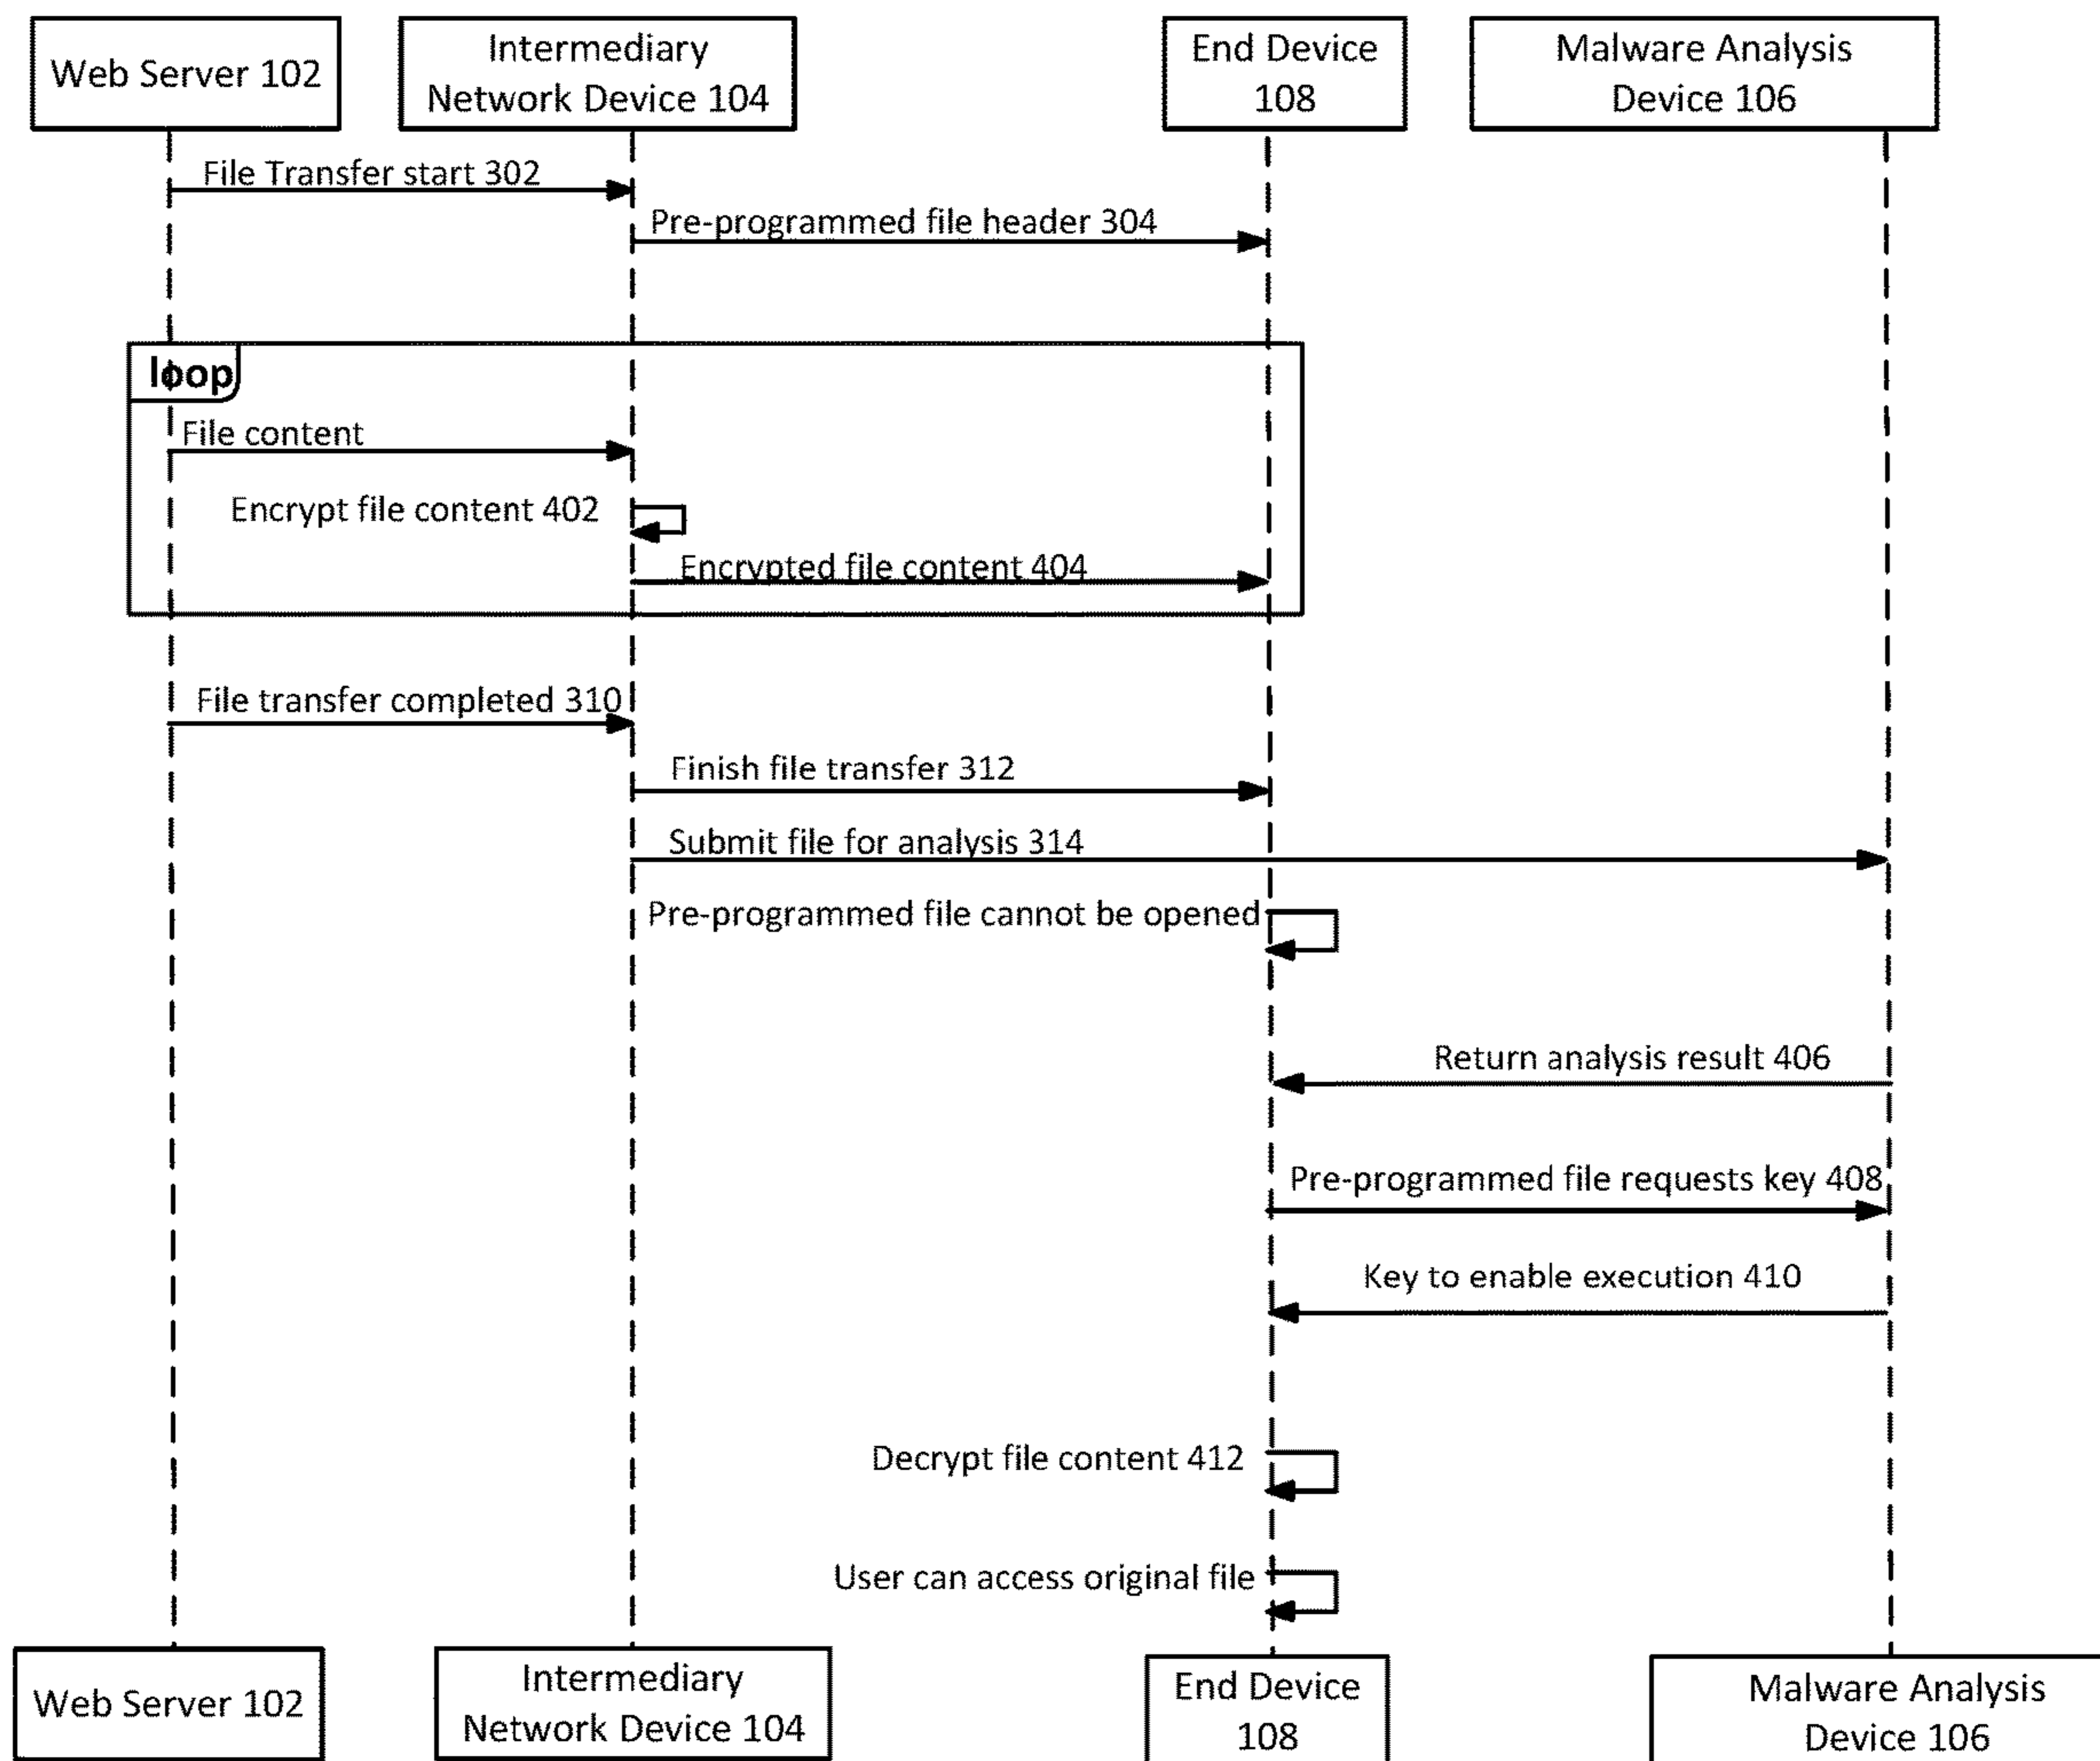 Web Server 102
Intermediary
Network Device 104
End Device
108
Malware Analysis
Device 106
File Transfer start 302
Pre-programmed file header 304
loop
File content
Encrypt file content 402
Encrypted file content 404
File transfer completed 310
Finish file transfer 312
Submit file for analysis 314
Pre-programmed file cannot be opened
Return analysis result 406
Pre-programmed file requests key 408
Key to enable execution 410
Decrypt file content 412
User can access original file
Web Server 102
Intermediary
Network Device 104
End Device
108
Malware Analysis
Device 106